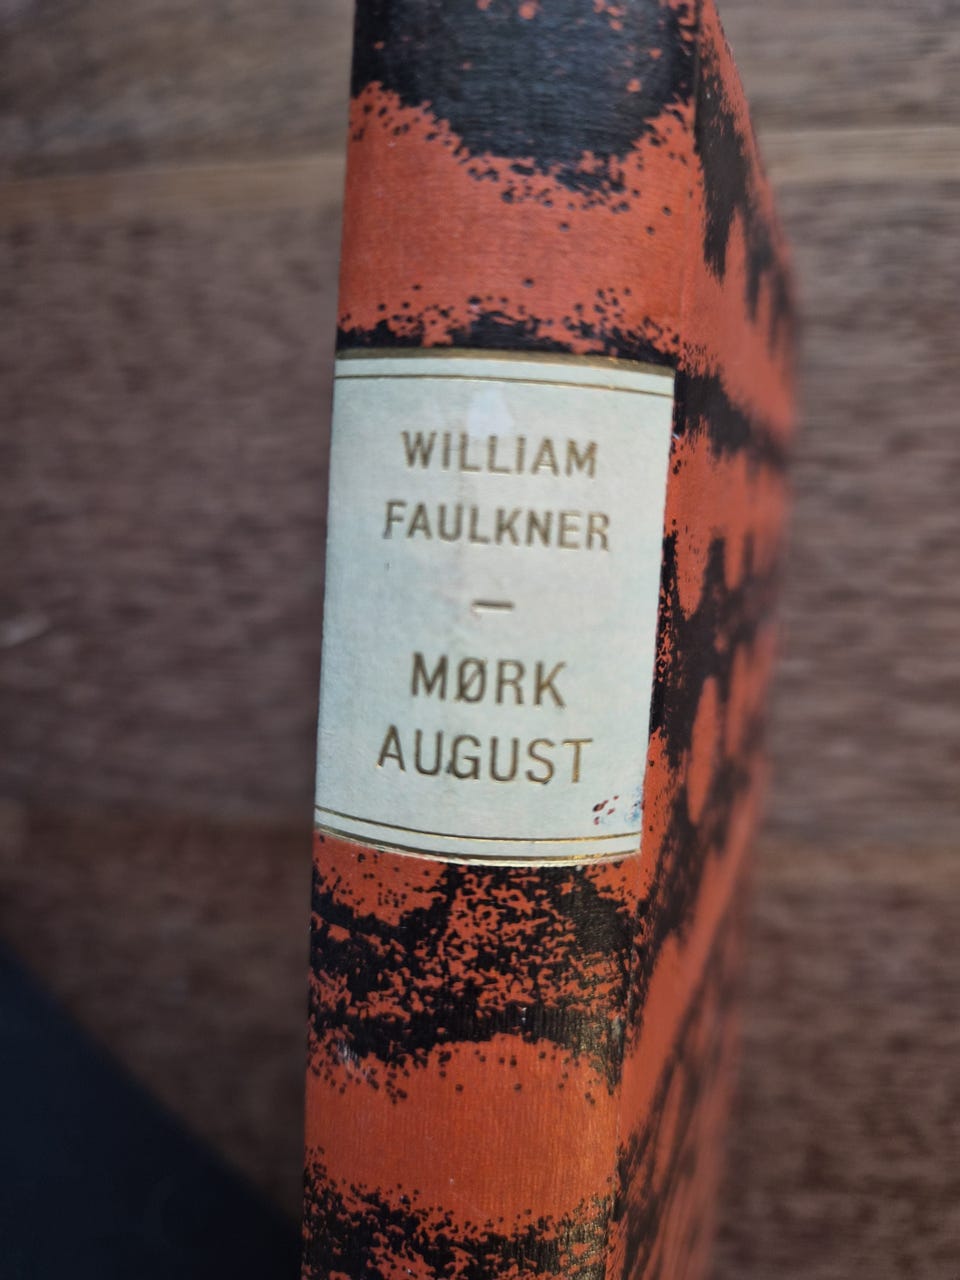 WILLIAM
FAULKNER
—
MØRK
AUGUST